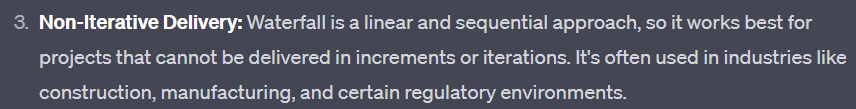 3. Non-Iterative Delivery: Waterfall is a linear and sequential approach, so it works best for
projects that cannot be delivered in increments or iterations. It's often used in industries like
construction, manufacturing, and certain regulatory environments.